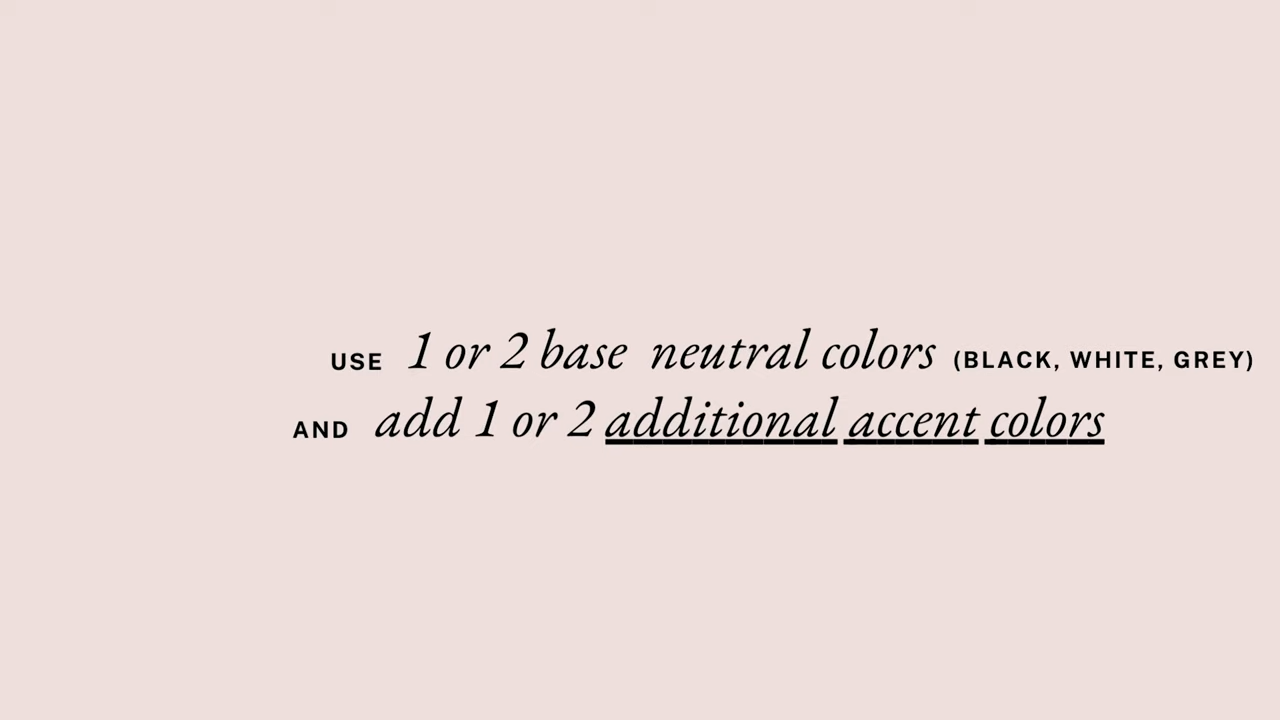 USE 1 or 2 base neutral colors (BLACK, WHITE, GREY)
AND add 1 or 2 additional accent colors